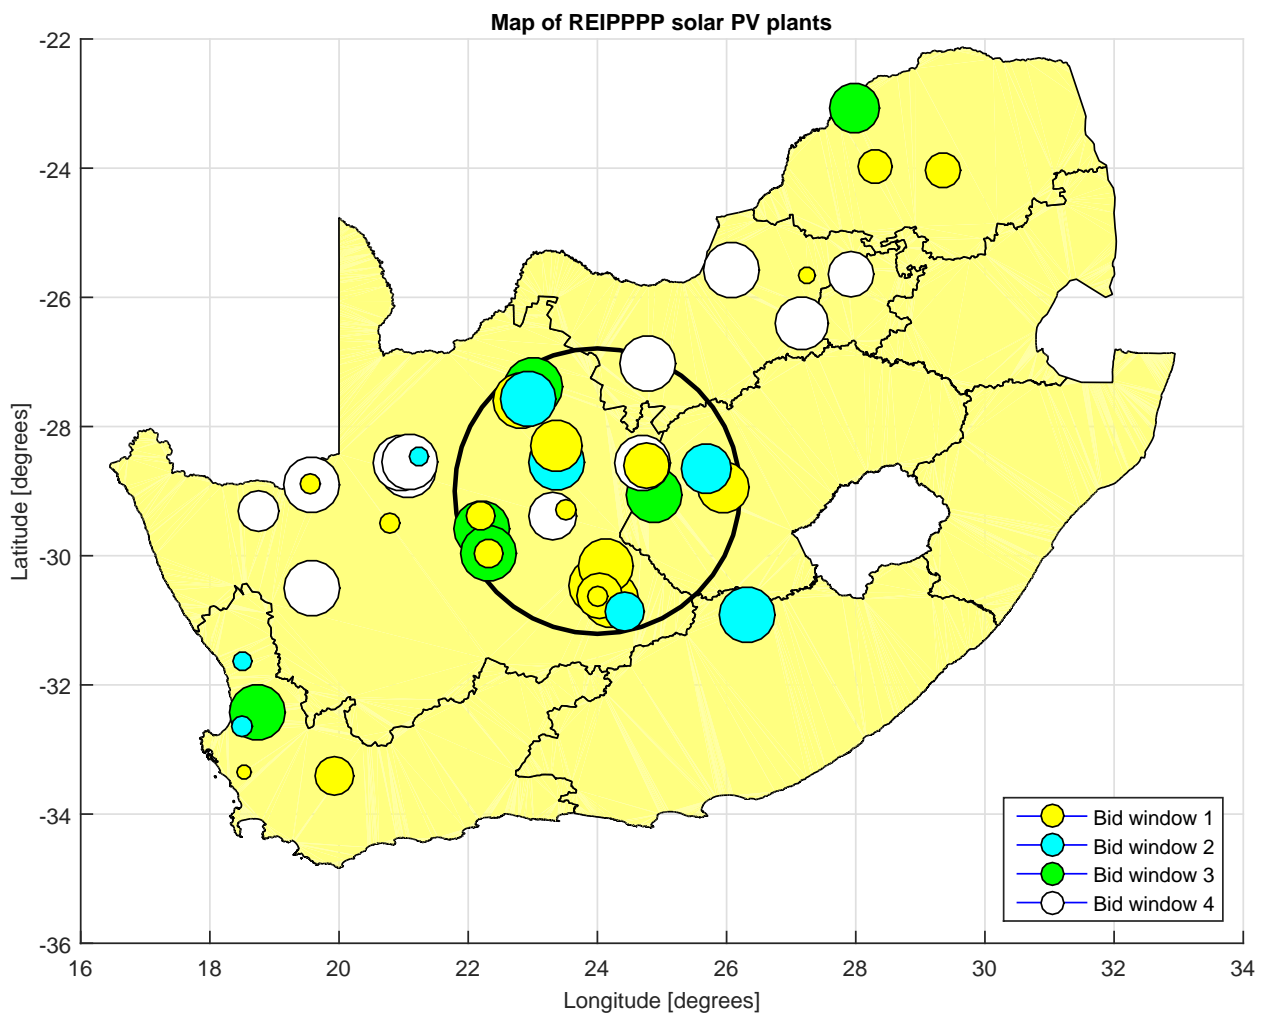 Map of REIPPPP solar PV plants
-22
-24
-26
-28
-30
-32
-34
-36
Latitude [degrees]
16 18 20 22 24 26 28 30 32 34
Longitude [degrees]
Bid window 1
Bid window 2
Bid window 3
Bid window 4